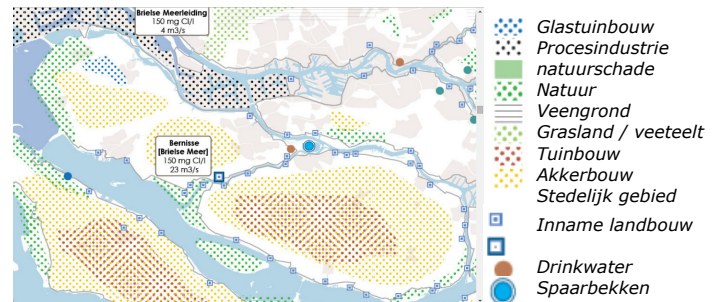 Brielse Meerleiding
150 mg Cl/l
4 m3/s
Bernisse
[Brielse Meer]
150 mg Cl/l
23 m3/s
Glastuinbouw
Procesindustrie
natuurschade
Natuur
Veengrond
Grasland / veeteelt
Tuinbouw
Akkerbouw
Stedelijk gebied
Inname landbouw
Drinkwater
Spaarbekken